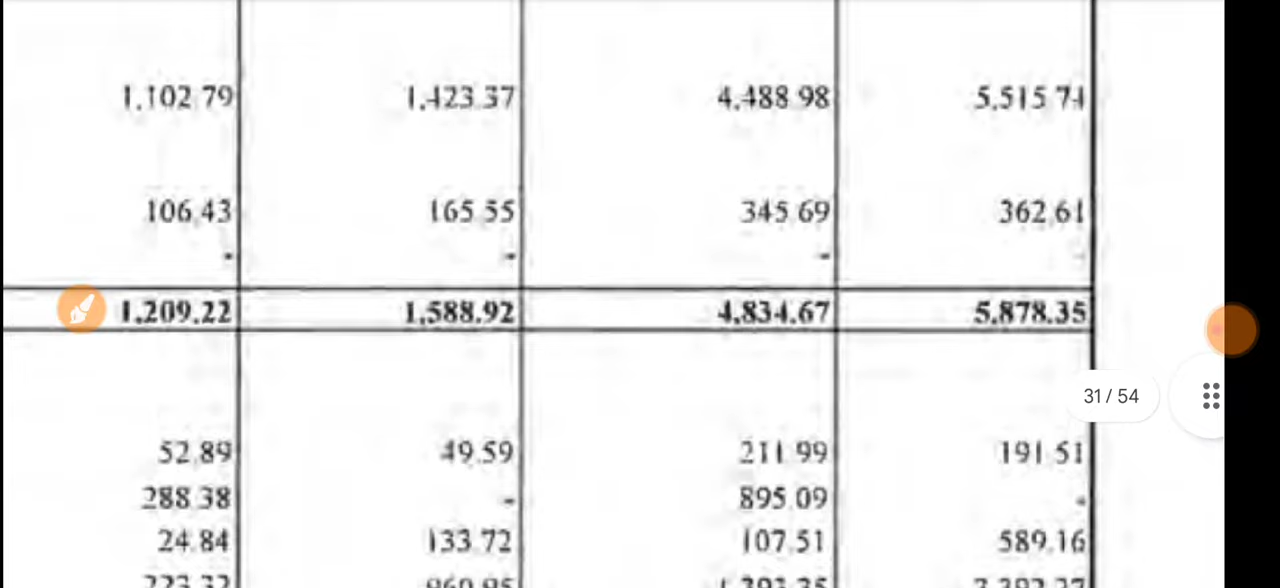 1,102.79 1,423.37 4,488.98 5,515.74
106.43 165.55 345.69 362.61
- - - -
1,209.22 1,588.92 4,834.67 5,878.35
31 / 54
52.89 49.59 211.99 191.51
288.38 - 895.09 -
24.84 133.72 107.51 589.16